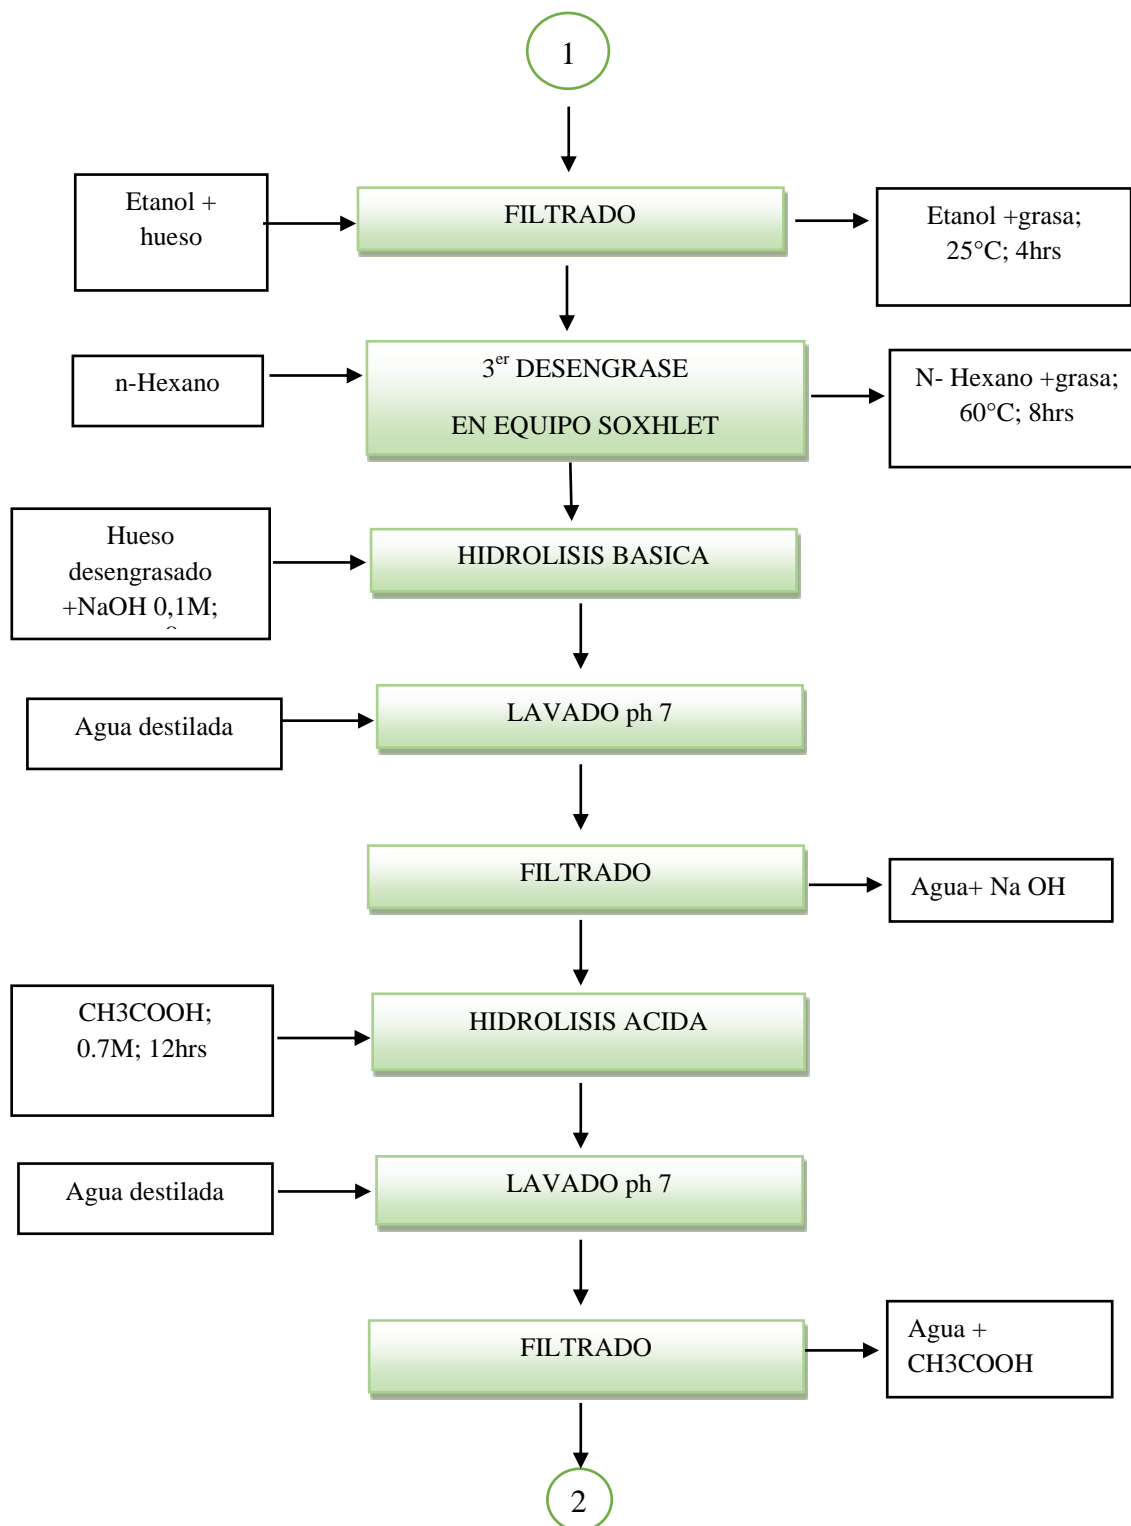 1
Etanol +
hueso
FILTRADO
Etanol +grasa;
25°C; 4hrs
n-Hexano
3er DESENGRASE
EN EQUIPO SOXHLET
N- Hexano +grasa;
60°C; 8hrs
Hueso
desengrasado
+NaOH 0,1M;
HIDROLISIS BASICA
Agua destilada
LAVADO ph 7
FILTRADO
Agua+ Na OH
CH3COOH;
0.7M; 12hrs
HIDROLISIS ACIDA
Agua destilada
LAVADO ph 7
FILTRADO
Agua +
CH3COOH
2